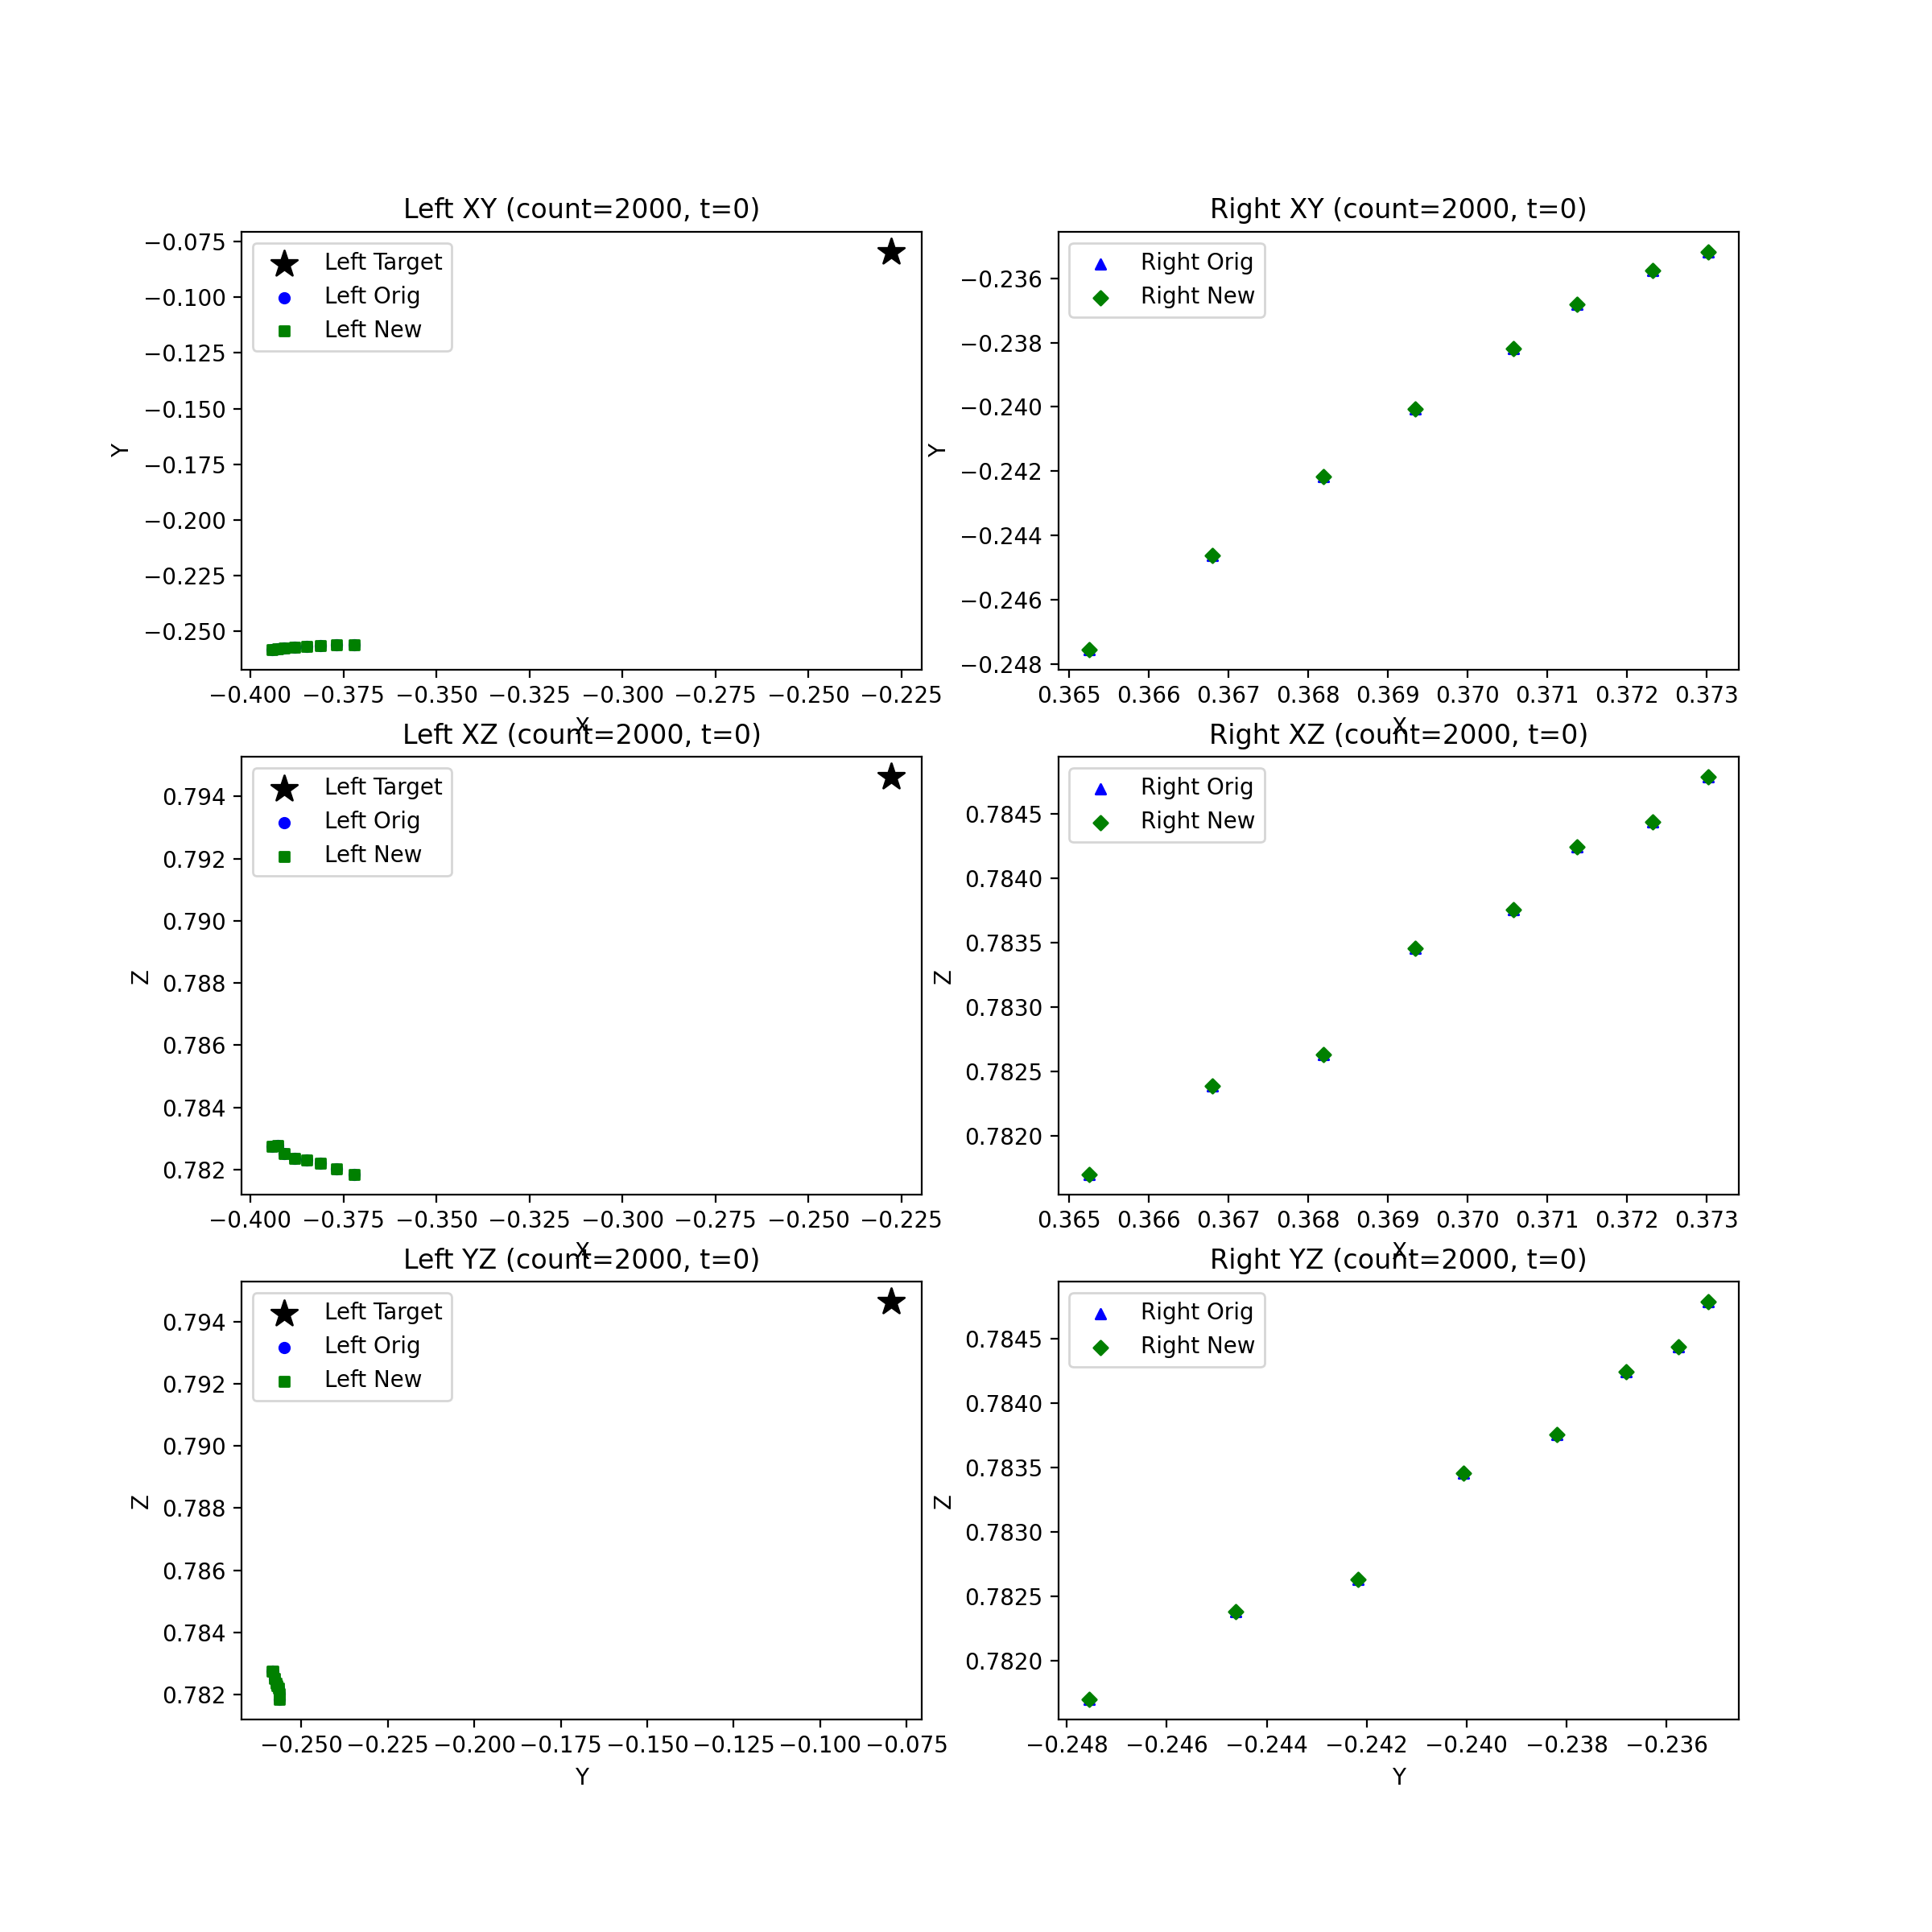 Left XY (count=2000, t=0)
−0.075
−0.100
−0.125
−0.150
−0.175
−0.200
−0.225
−0.250
Y
Left Target
Left Orig
Left New
−0.400 −0.375 −0.350 −0.325 −0.300 −0.275 −0.250 −0.225
X
Right XY (count=2000, t=0)
−0.236
−0.238
−0.240
−0.242
−0.244
−0.246
−0.248
Y
Right Orig
Right New
0.365 0.366 0.367 0.368 0.369 0.370 0.371 0.372 0.373
X
Left XZ (count=2000, t=0)
0.794
0.792
0.790
0.788
0.786
0.784
0.782
Z
Left Target
Left Orig
Left New
−0.400 −0.375 −0.350 −0.325 −0.300 −0.275 −0.250 −0.225
X
Right XZ (count=2000, t=0)
0.7845
0.7840
0.7835
0.7830
0.7825
0.7820
Z
Right Orig
Right New
0.365 0.366 0.367 0.368 0.369 0.370 0.371 0.372 0.373
X
Left YZ (count=2000, t=0)
0.794
0.792
0.790
0.788
0.786
0.784
0.782
Z
Left Target
Left Orig
Left New
−0.250 −0.225 −0.200 −0.175 −0.150 −0.125 −0.100 −0.075
Y
Right YZ (count=2000, t=0)
0.7845
0.7840
0.7835
0.7830
0.7825
0.7820
Z
Right Orig
Right New
−0.248 −0.246 −0.244 −0.242 −0.240 −0.238 −0.236
Y